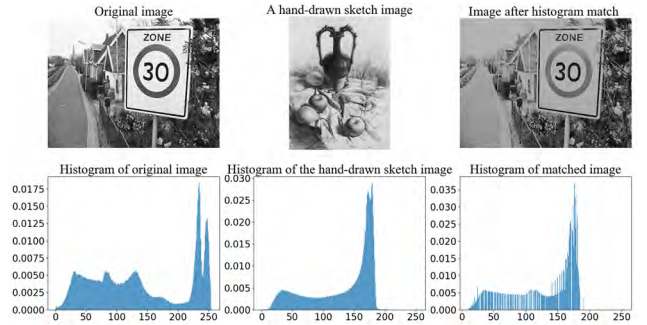 Original image
A hand-drawn sketch image
Image after histogram match
ZONE
30
ZONE
30
Histogram of original image
Histogram of the hand-drawn sketch image
Histogram of matched image
0.0175
0.0150
0.0125
0.0100
0.0075
0.0050
0.0025
0.0000
0 50 100 150 200 250
0.030
0.025
0.020
0.015
0.010
0.005
0.000
0 50 100 150 200 250
0.035
0.030
0.025
0.020
0.015
0.010
0.005
0.000
0 50 100 150 200 250